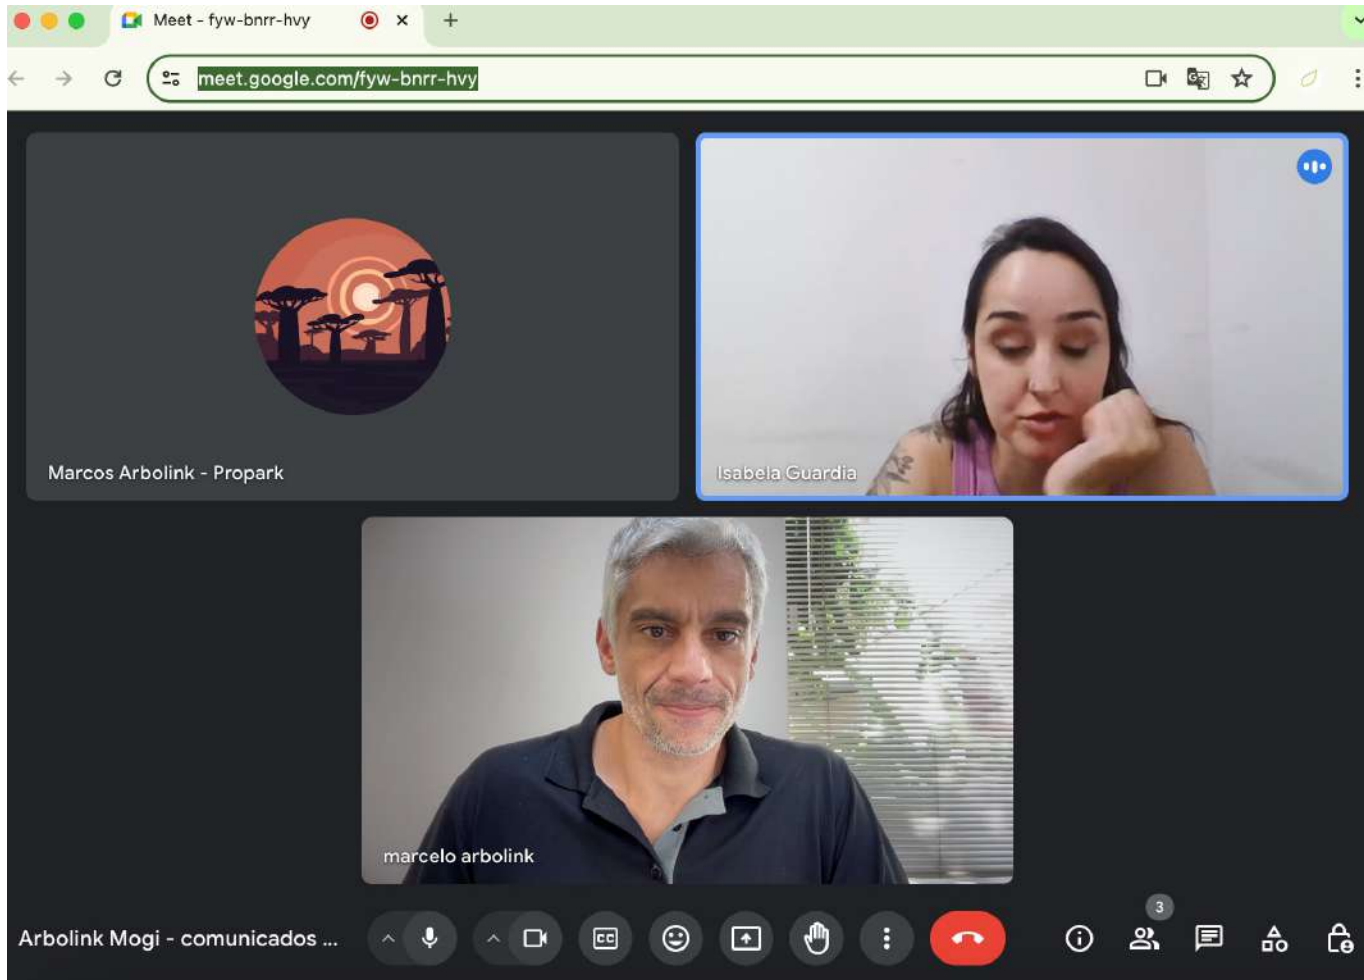 Meet - fyw-bnrr-hvy
meet.google.com/fyw-bnrr-hvy
Marcos Arbolink - Propark
Isabela Guardia
marcelo arbolink
Arbolink Mogi - comunicados ...
CC
3